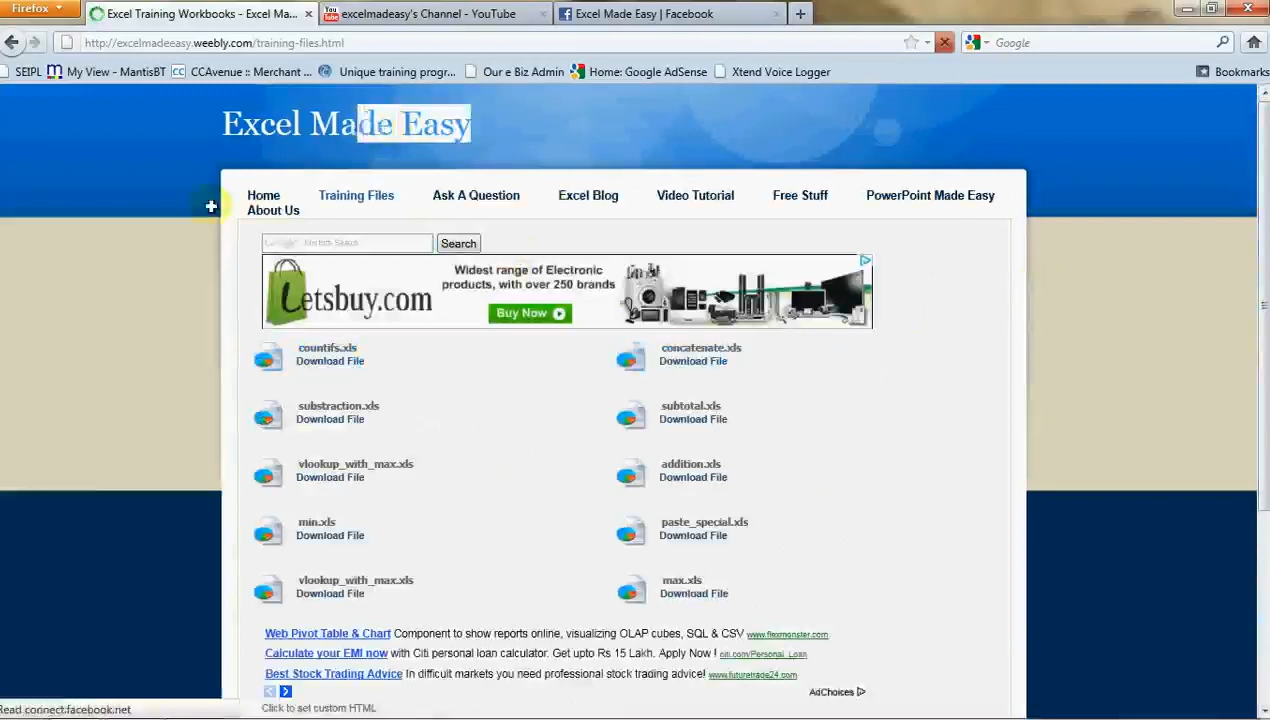 Firefox
Excel Training Workbooks - Excel Ma...
You Tube excelmadeasy's Channel - YouTube
Excel Made Easy | Facebook
http://excelmadeeasy.weebly.com/training-files.html
Google
SEIPL
My View - MantisBT
CCAvenue :: Merchant ...
Unique training progr...
Our e Biz Admin
Home: Google AdSense
Xtend Voice Logger
Bookmarks
Excel Made Easy
Home Training Files Ask A Question Excel Blog Video Tutorial Free Stuff PowerPoint Made Easy
About Us
Search
Letsbuy.com
Widest range of Electronic
products, with over 250 brands
Buy Now
countifs.xls
Download File
concatenate.xls
Download File
substraction.xls
Download File
subtotal.xls
Download File
vlookup_with_max.xls
Download File
addition.xls
Download File
min.xls
Download File
paste_special.xls
Download File
vlookup_with_max.xls
Download File
max.xls
Download File
Web Pivot Table & Chart Component to show reports online, visualizing OLAP cubes, SQL & CSV www.flexmonster.com
Calculate your EMI now with Citi personal loan calculator. Get upto Rs 15 Lakh. Apply Now ! citi.com/Personal_Loan
Best Stock Trading Advice In difficult markets you need professional stock trading advice! www.futuretrade24.com
AdChoices
Click to set custom HTML
Read connect.facebook.net